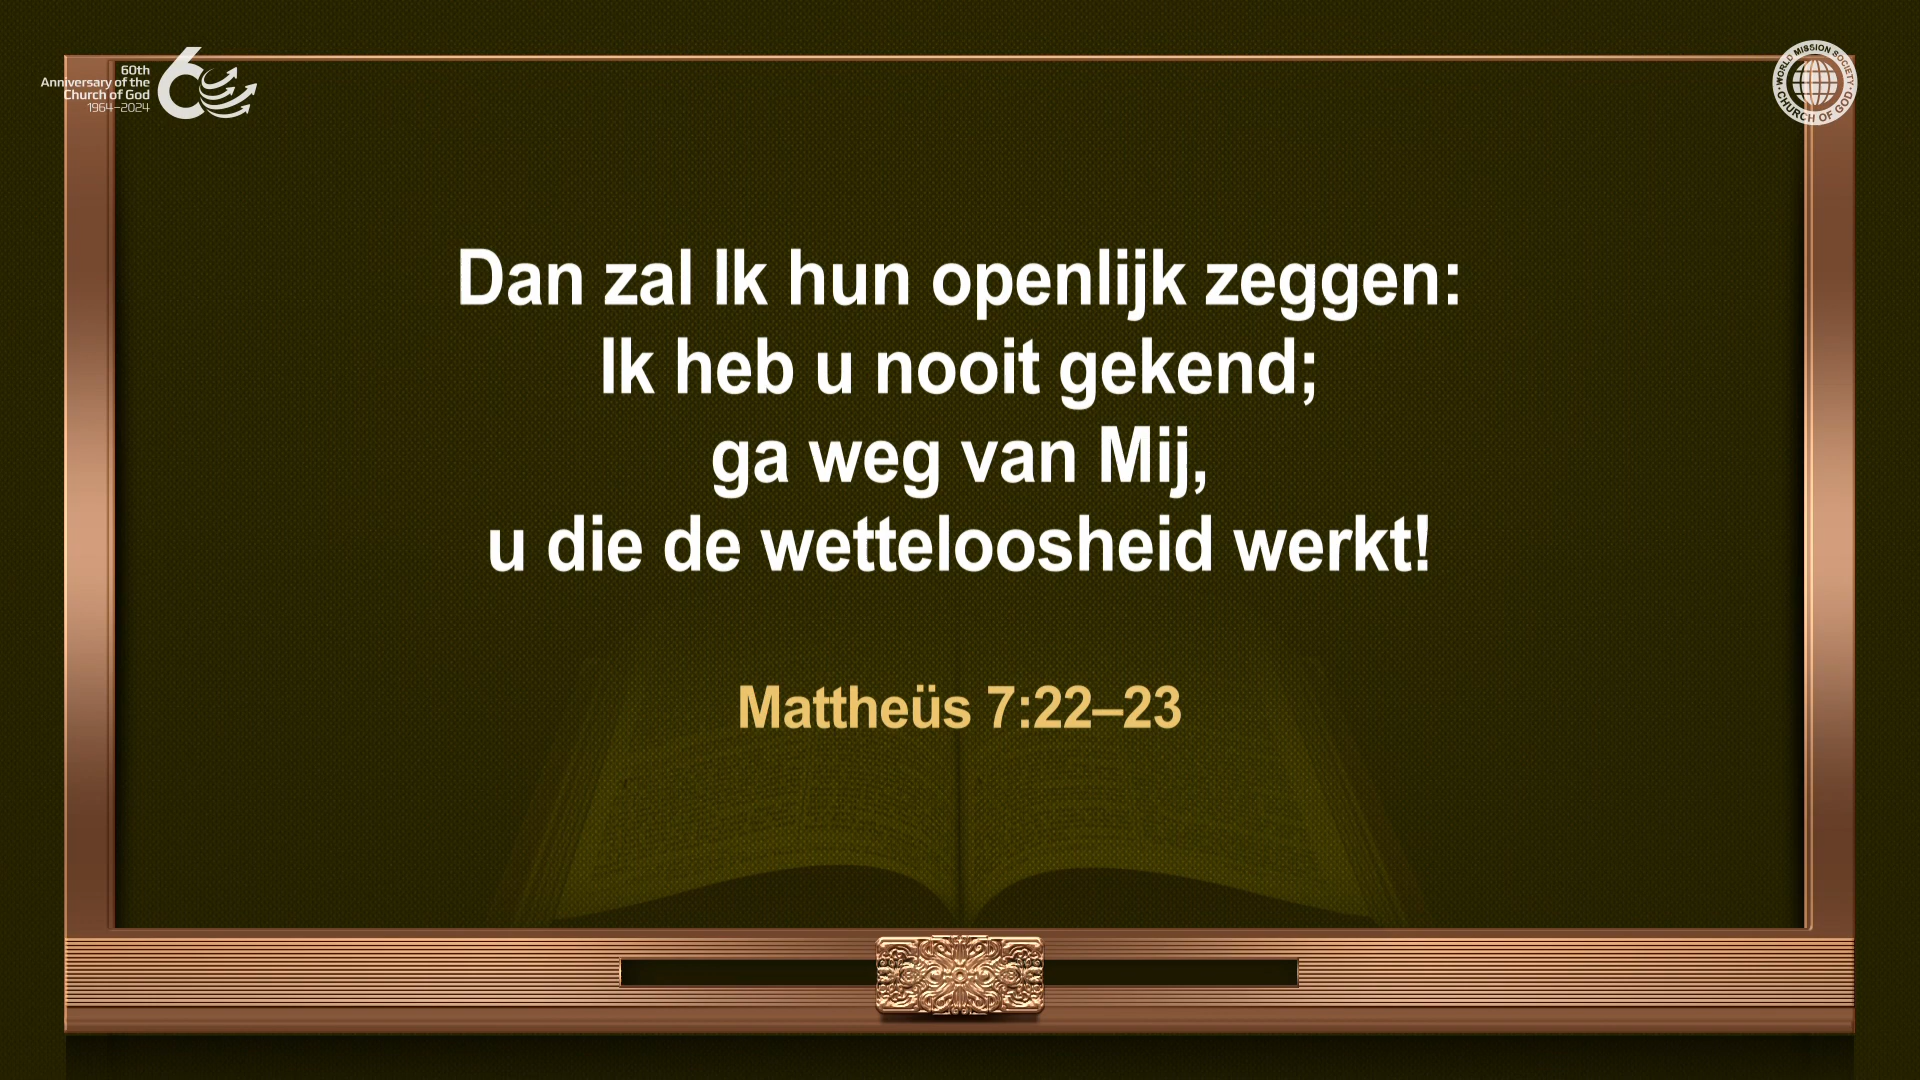 60th
Anniversary of the
Church of God
1964–2024
WORLD MISSION SOCIETY
CHURCH OF GOD
Dan zal Ik hun openlijk zeggen:
Ik heb u nooit gekend;
ga weg van Mij,
u die de wetteloosheid werkt!
Mattheüs 7:22–23